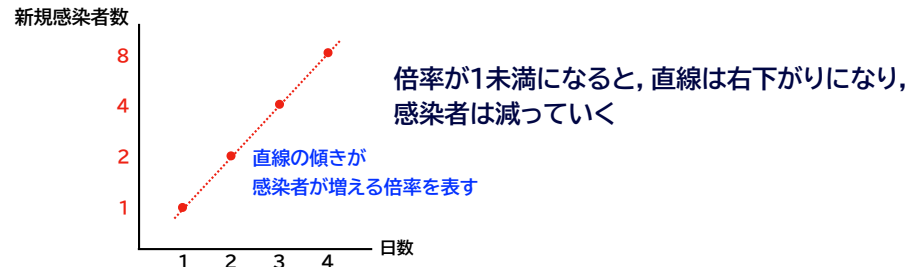 新規感染者数
8
4
2
1
倍率が1未満になると, 直線は右下がりになり,
感染者は減っていく
直線の傾きが
感染者が増える倍率を表す
日数
1 2 3 4